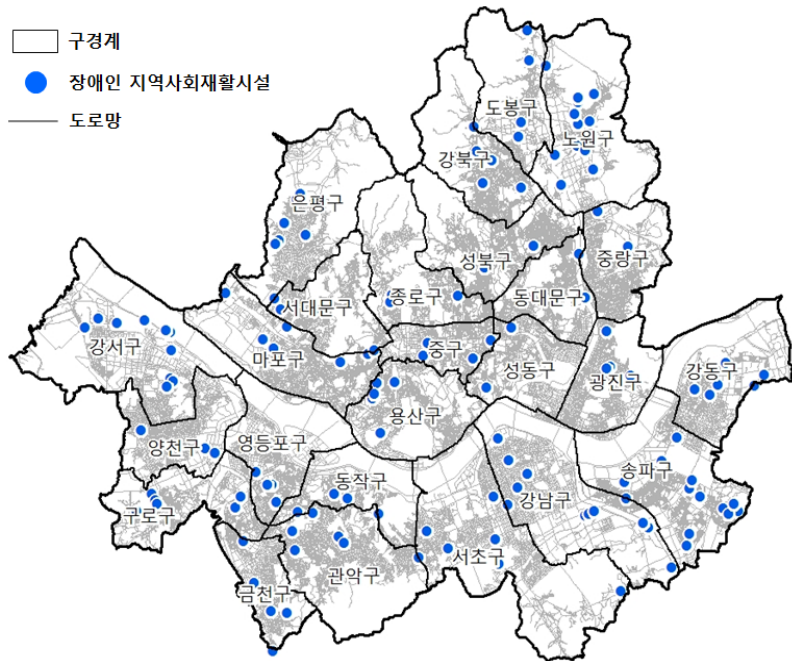 구경계
장애인 지역사회재활시설
도로망
도봉구
노원구
강북구
은평구
성북구
중랑구
서대문구
종로구
동대문구
강서구
마포구
중구
성동구
광진구
강동구
용산구
양천구
영등포구
송파구
동작구
강남구
구로구
서초구
관악구
금천구